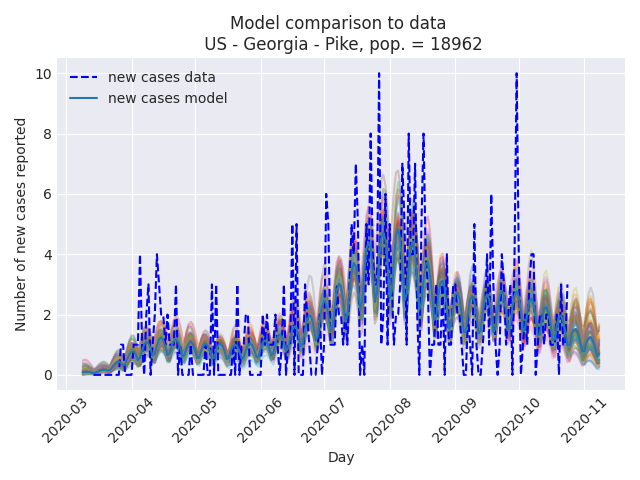 Model comparison to data
US - Georgia - Pike, pop. = 18962
new cases data
new cases model
Number of new cases reported
10
8
6
4
2
0
2020-03
2020-04
2020-05
2020-06
2020-07
2020-08
2020-09
2020-10
2020-11
Day